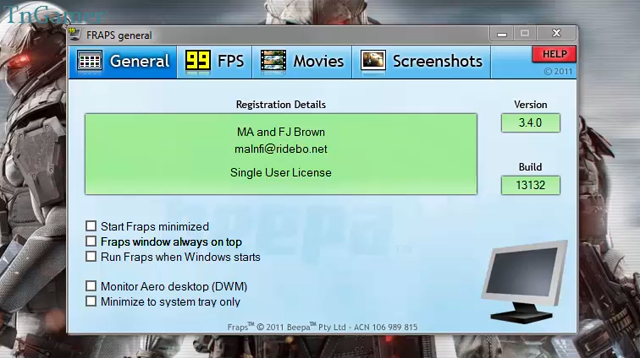 TnGamer
FRAPS general
General
99 FPS
Movies
Screenshots
HELP
© 2011
Registration Details
MA and FJ Brown
malnfi@ridebo.net
Single User License
Version
3.4.0
Build
13132
Start Fraps minimized
Fraps window always on top
Run Fraps when Windows starts
Monitor Aero desktop (DWM)
Minimize to system tray only
beepa™
Fraps™ © 2011 Beepa™ Pty Ltd - ACN 106 989 815